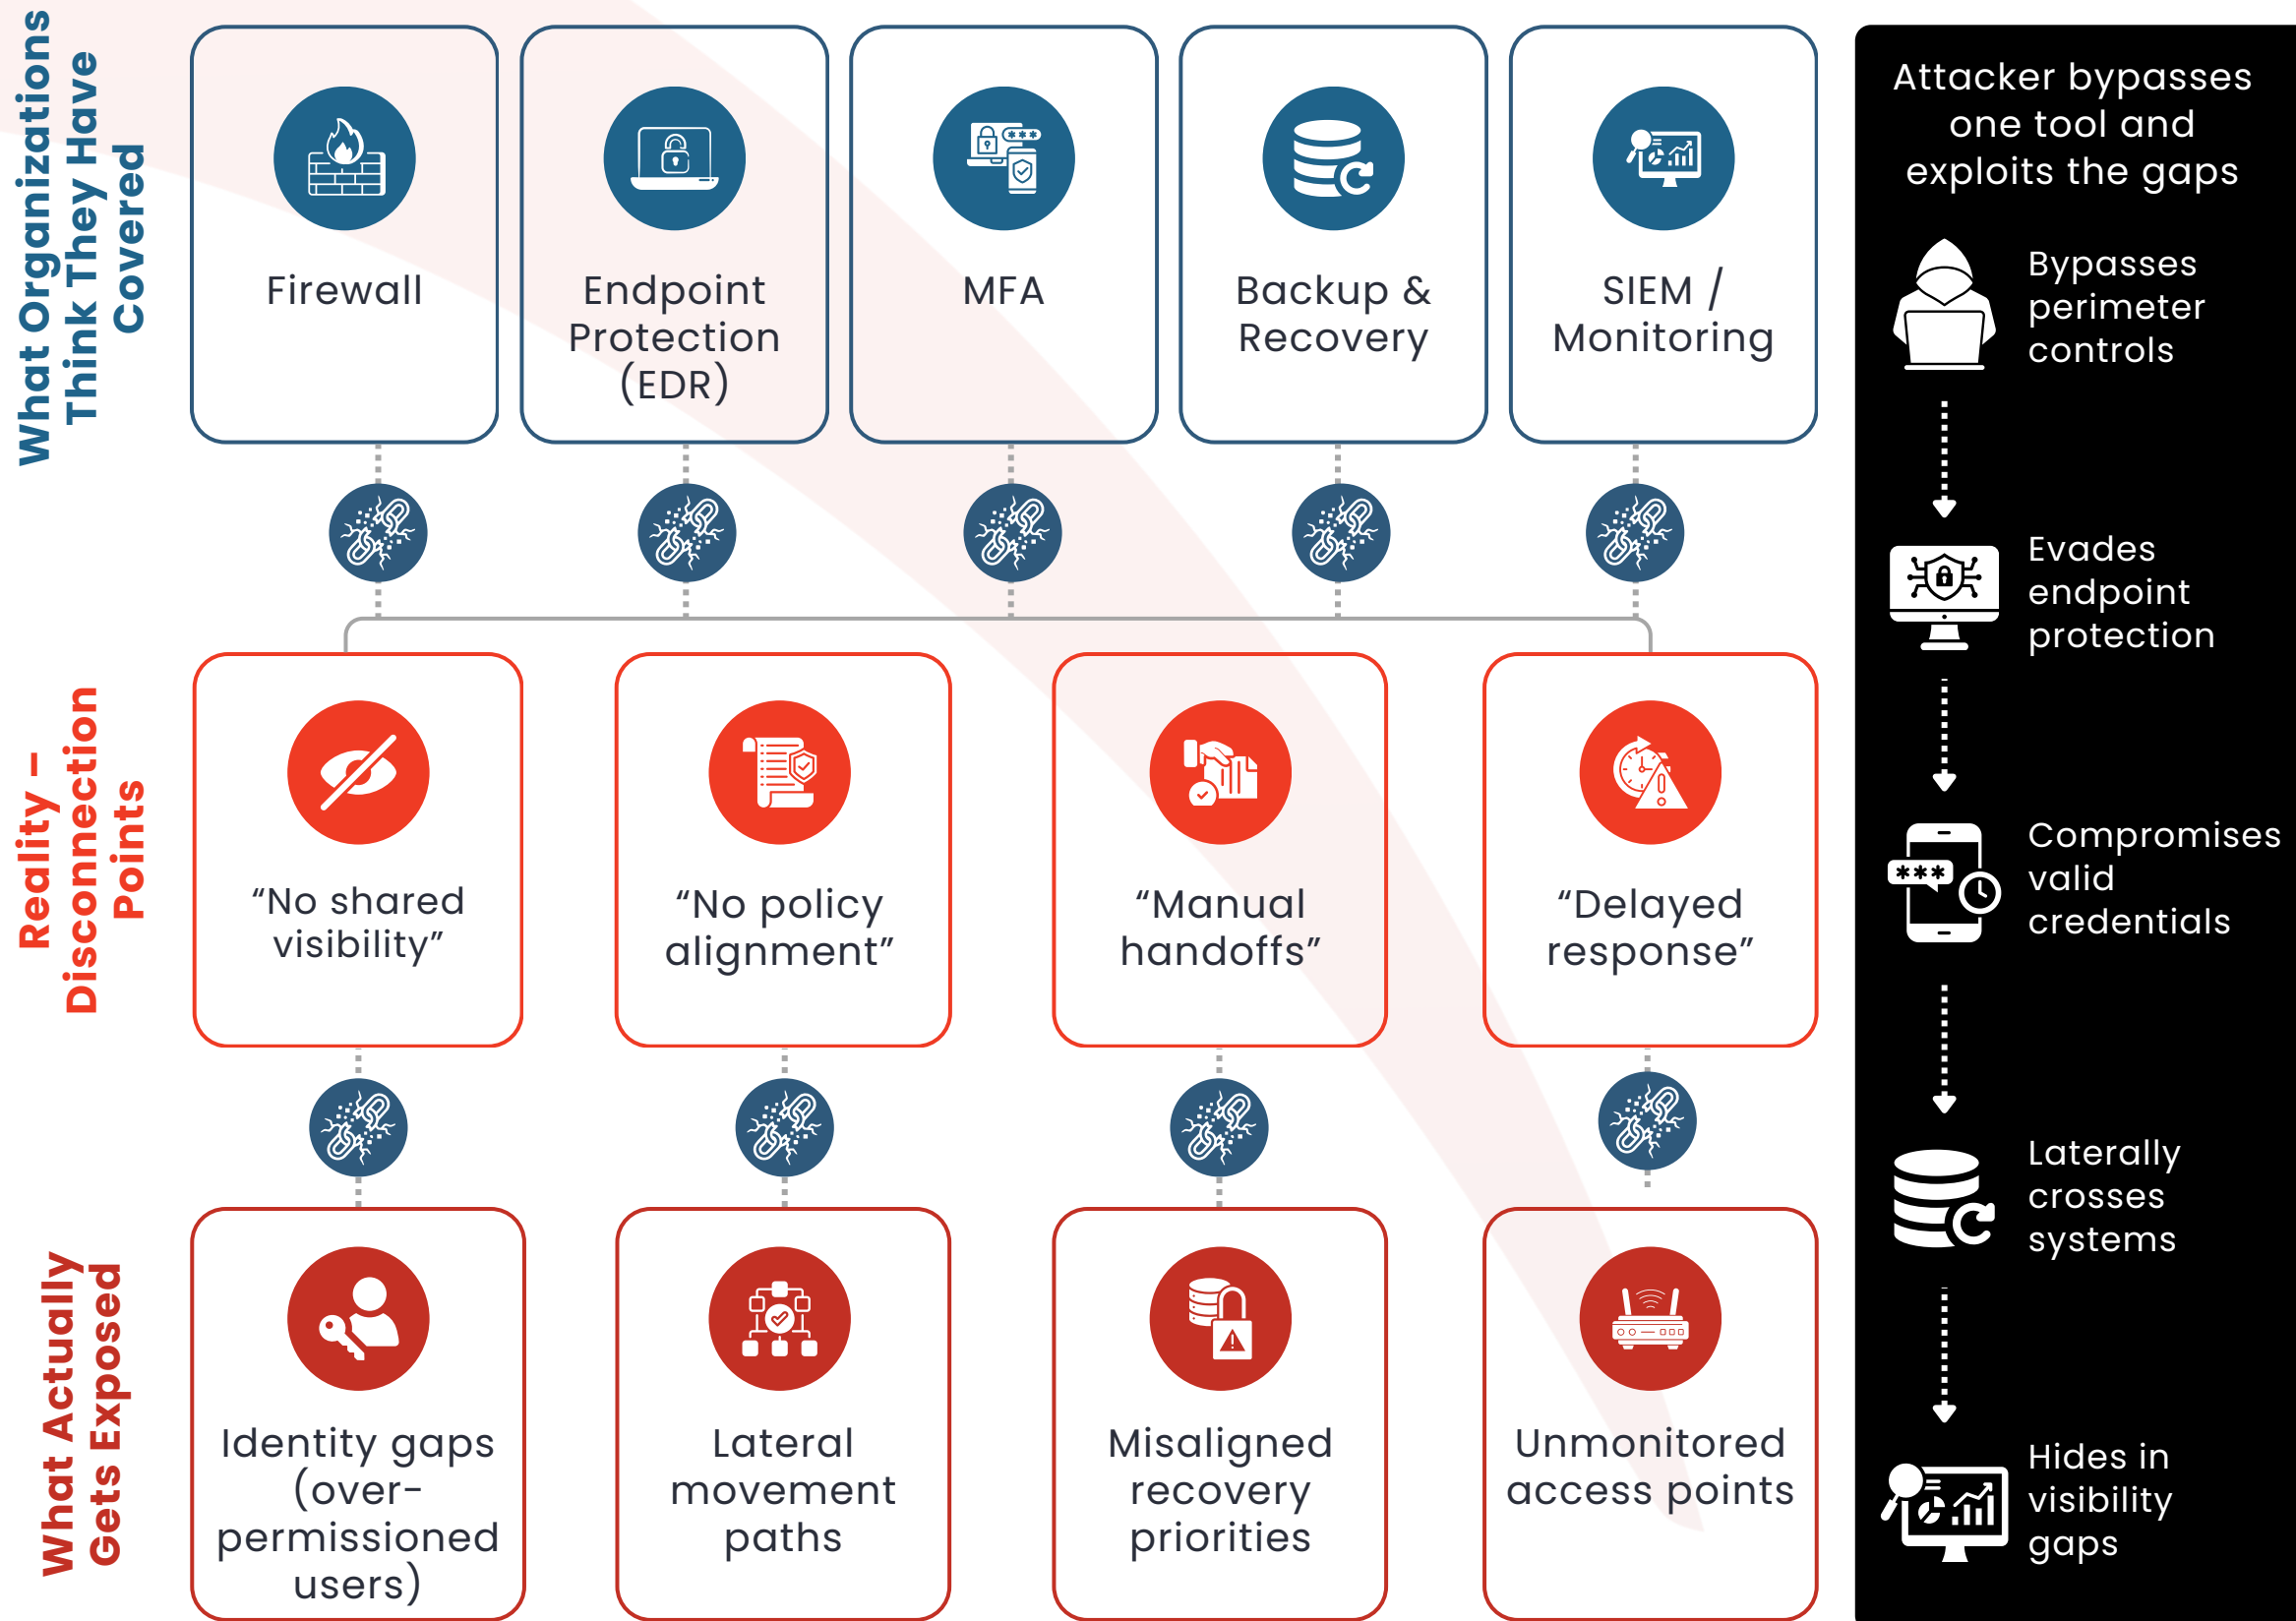 What Organizations
Think They Have
Covered
Firewall
Endpoint
Protection
(EDR)
MFA
Backup &
Recovery
SIEM /
Monitoring
Reality –
Disconnection
Points
“No shared
visibility”
“No policy
alignment”
“Manual
handoffs”
“Delayed
response”
What Actually
Gets Exposed
Identity gaps
(over-
permissioned
users)
Lateral
movement
paths
Misaligned
recovery
priorities
Unmonitored
access points
Attacker bypasses
one tool and
exploits the gaps
Bypasses
perimeter
controls
Evades
endpoint
protection
Compromises
valid
credentials
Laterally
crosses
systems
Hides in
visibility
gaps